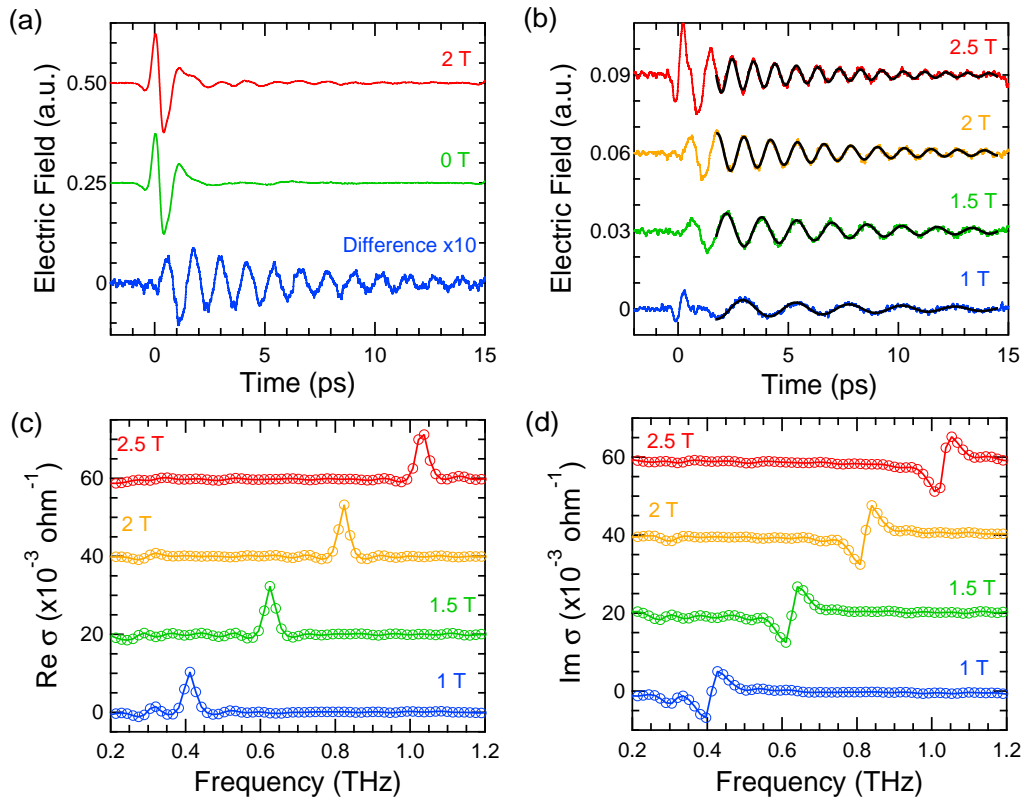 (a)
2 T
0.50
0 T
0.25
Difference x10
0
Electric Field (a.u.)
0 5 10 15
Time (ps)
(b)
2.5 T
0.09
2 T
0.06
1.5 T
0.03
1 T
0
Electric Field (a.u.)
0 5 10 15
Time (ps)
(c)
2.5 T
60
2 T
40
1.5 T
20
1 T
0
Re σ (x10⁻³ ohm⁻¹)
0.2 0.4 0.6 0.8 1.0 1.2
Frequency (THz)
(d)
2.5 T
60
2 T
40
1.5 T
20
1 T
0
Im σ (x10⁻³ ohm⁻¹)
0.2 0.4 0.6 0.8 1.0 1.2
Frequency (THz)